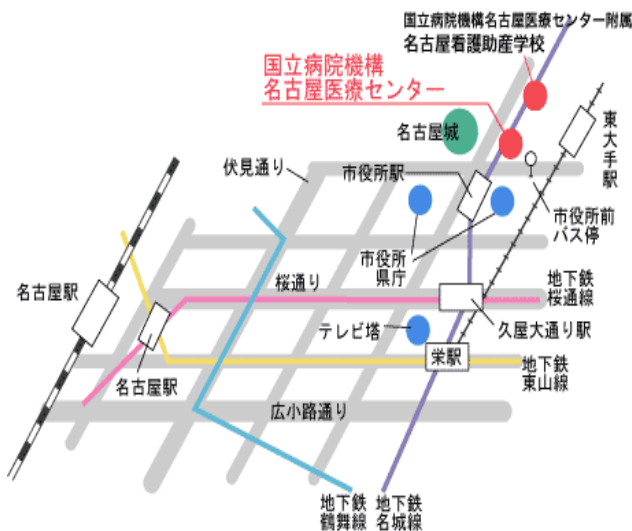 国立病院機構名古屋医療センター付属
名古屋看護助産学校
国立病院機構
名古屋医療センター
名古屋城
東大手駅
伏見通り
市役所駅
市役所前
バス停
市役所
県庁
名古屋駅
桜通り
地下鉄
桜通線
テレビ塔
久屋大通り駅
栄駅
名古屋駅
地下鉄
東山線
広小路通り
地下鉄
鶴舞線
地下鉄
名城線